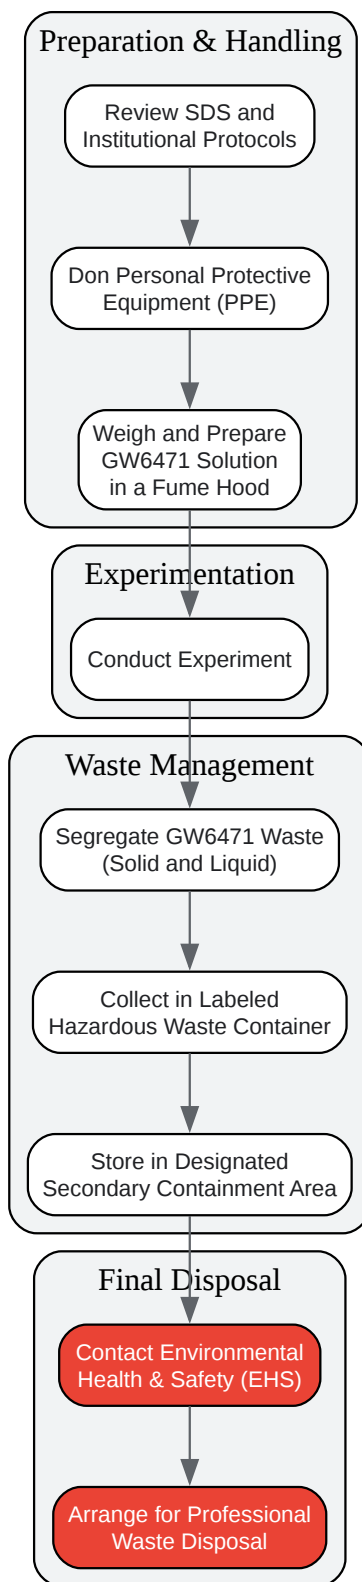 Preparation & Handling
Review SDS and
Institutional Protocols
Don Personal Protective
Equipment (PPE)
Weigh and Prepare
GW6471 Solution
in a Fume Hood
Experimentation
Conduct Experiment
Waste Management
Segregate GW6471 Waste
(Solid and Liquid)
Collect in Labeled
Hazardous Waste Container
Store in Designated
Secondary Containment Area
Final Disposal
Contact Environmental
Health & Safety (EHS)
Arrange for Professional
Waste Disposal